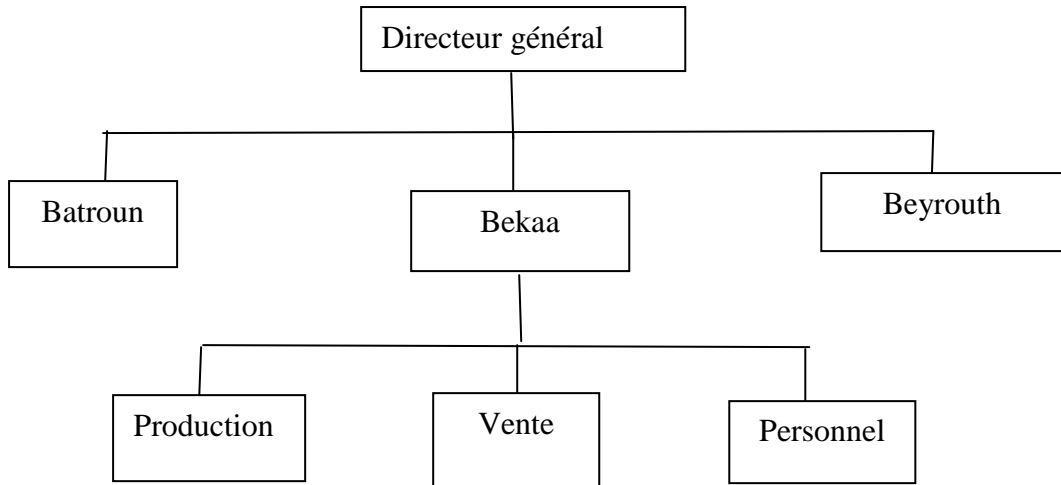 Directeur général
Batroun
Bekaa
Beyrouth
Production
Vente
Personnel